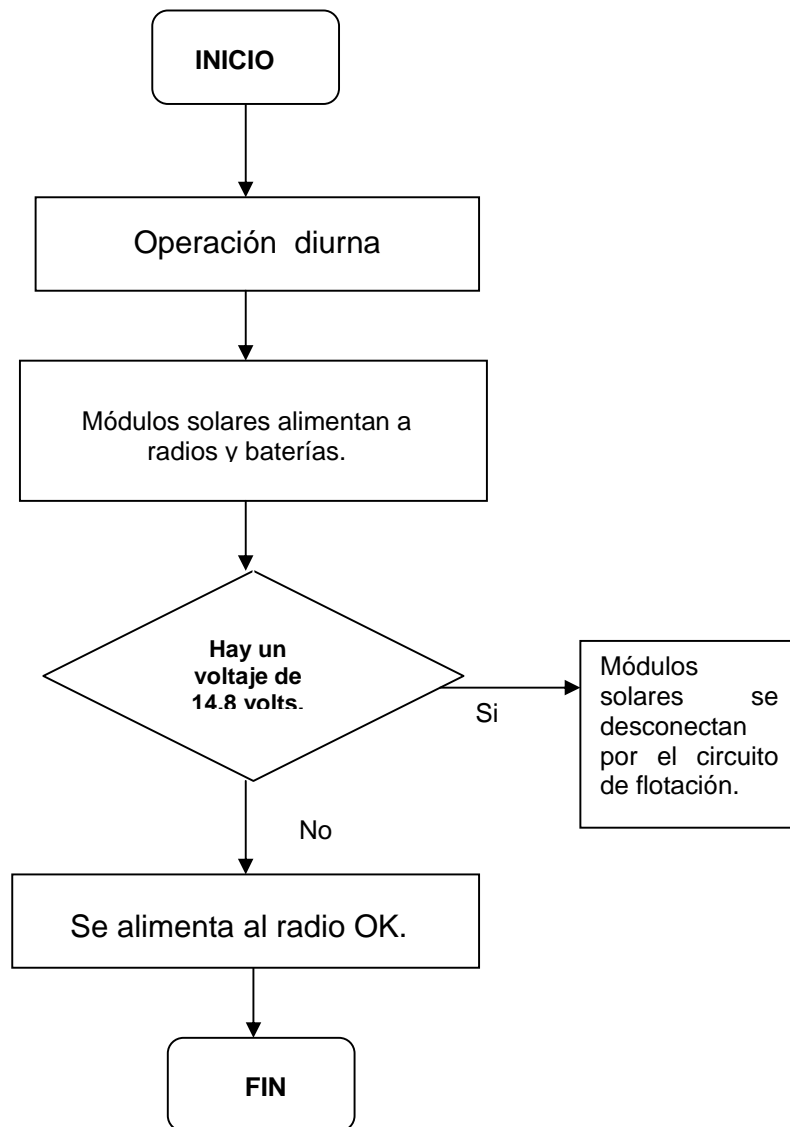 INICIO
Operación diurna
Módulos solares alimentan a
radios y baterías.
Hay un
voltaje de
14.8 volts.
Si
Módulos
solares se
desconectan
por el circuito
de flotación.
No
Se alimenta al radio OK.
FIN